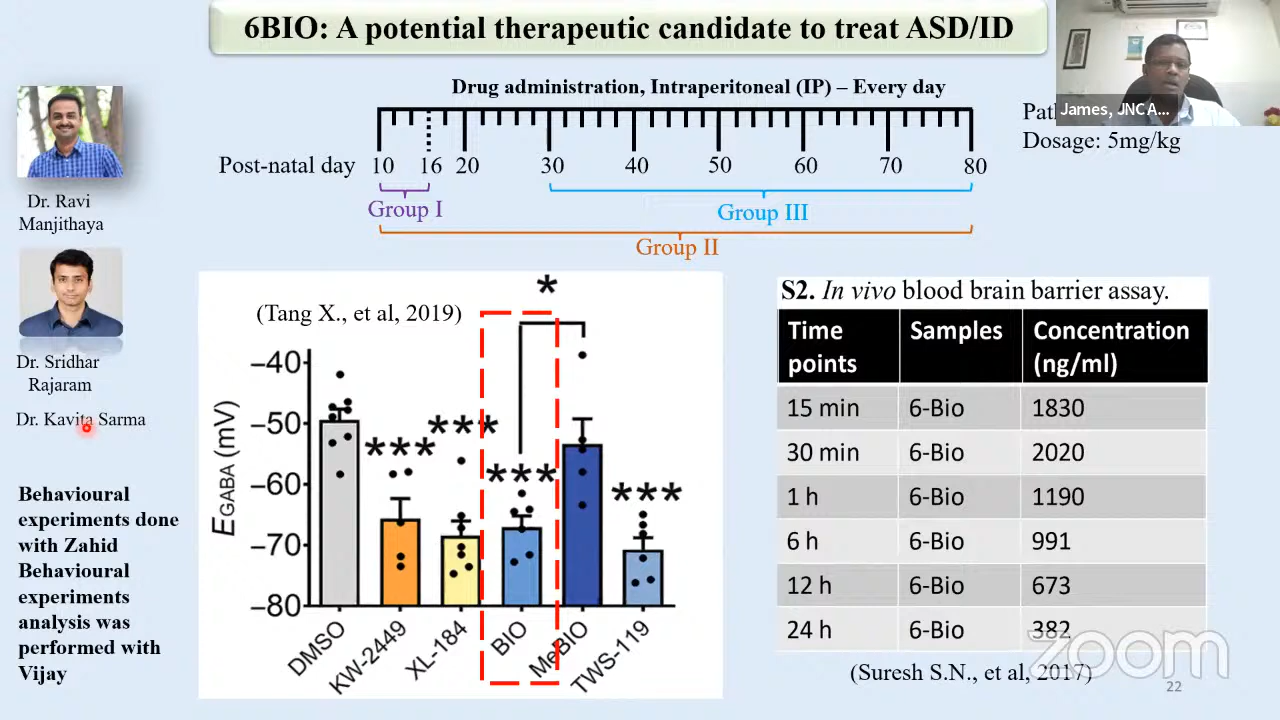 6BIO: A potential therapeutic candidate to treat ASD/ID
Drug administration, Intraperitoneal (IP) – Every day
James, JNC A...
Dosage: 5mg/kg
Post-natal day
10 16 20 30 40 50 60 70 80
Group I
Group III
Group II
Dr. Ravi
Manjithaya
Dr. Sridhar
Rajaram
Dr. Kavita Sarma
Behavioural
experiments done
with Zahid
Behavioural
experiments
analysis was
performed with
Vijay
(Tang X., et al, 2019)
*
***
***
***
***
EGABA (mV)
–40
–50
–60
–70
–80
DMSO
KW-2449
XL-184
BIO
MeBIO
TWS-119
S2. In vivo blood brain barrier assay.
Time points Samples Concentration (ng/ml)
15 min 6-Bio 1830
30 min 6-Bio 2020
1 h 6-Bio 1190
6 h 6-Bio 991
12 h 6-Bio 673
24 h 6-Bio 382
(Suresh S.N., et al, 2017)
zoom
22